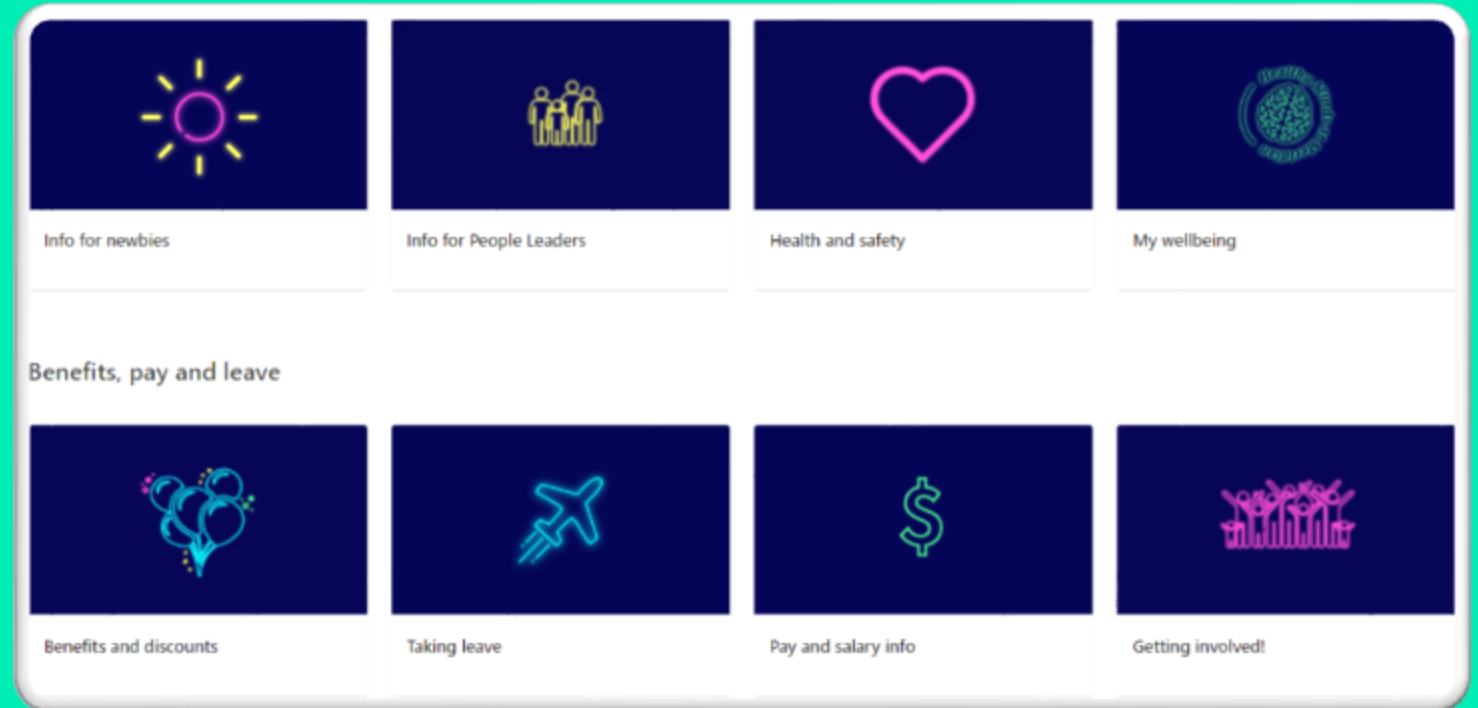 Info for newbies
Info for People Leaders
Health and safety
My wellbeing
Benefits, pay and leave
Benefits and discounts
Taking leave
Pay and salary info
Getting involved!